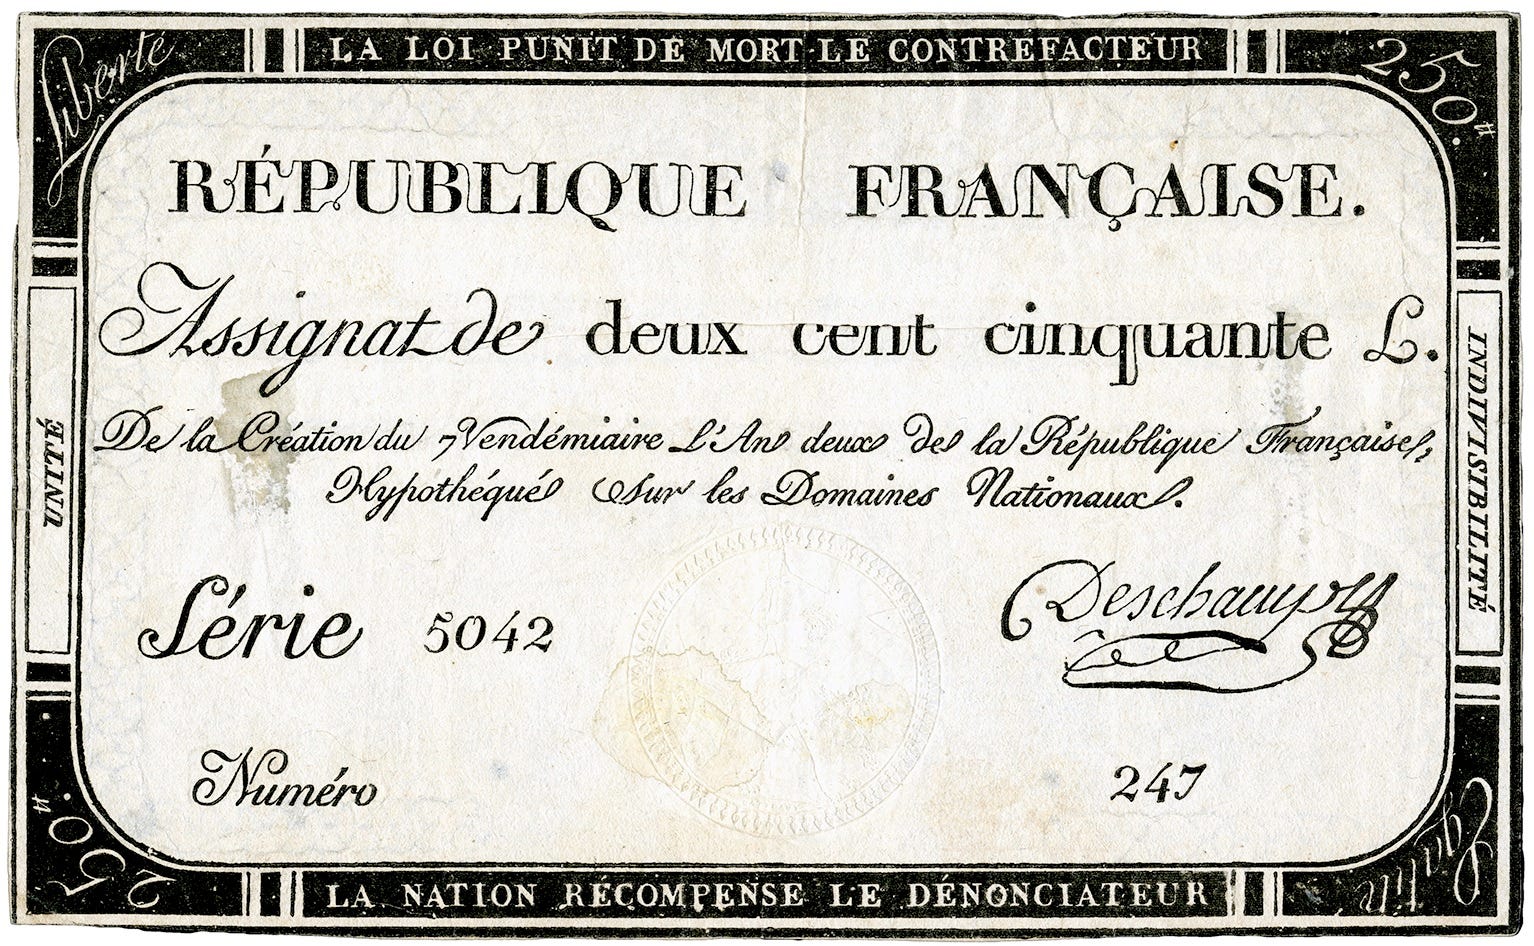 LA LOI PUNIT DE MORT LE CONTREFACTEUR
Liberté
250.#
RÉPUBLIQUE FRANÇAISE.
Assignat de deux cent cinquante L.
De la Création du 7 Vendémiaire L'An deux de la République Française,
Hypothéqué Sur les Domaines Nationaux.
UNITÉ
INDIVISIBILITÉ
Série 5042
Deschamps
Numéro 247
250.#
Égalité
LA NATION RÉCOMPENSE LE DÉNONCIATEUR